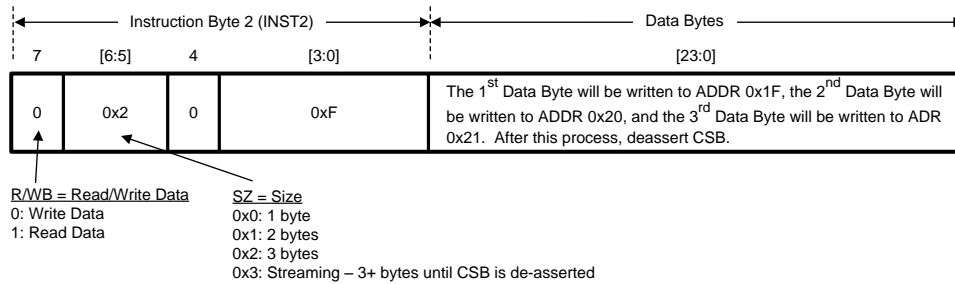 Instruction Byte 2 (INST2) Data Bytes
7 [6:5] 4 [3:0] [23:0]
The 1st Data Byte will be written to ADDR 0x1F, the 2nd Data Byte will
0 0x2 0 0xF be written to ADDR 0x20, and the 3rd Data Byte will be written to ADR
0x21. After this process, deassert CSB.
R/WB = Read/Write Data SZ = Size
0: Write Data 0x0: 1 byte
1: Read Data 0x1: 2 bytes
0x2: 3 bytes
0x3: Streaming – 3+ bytes until CSB is de-asserted